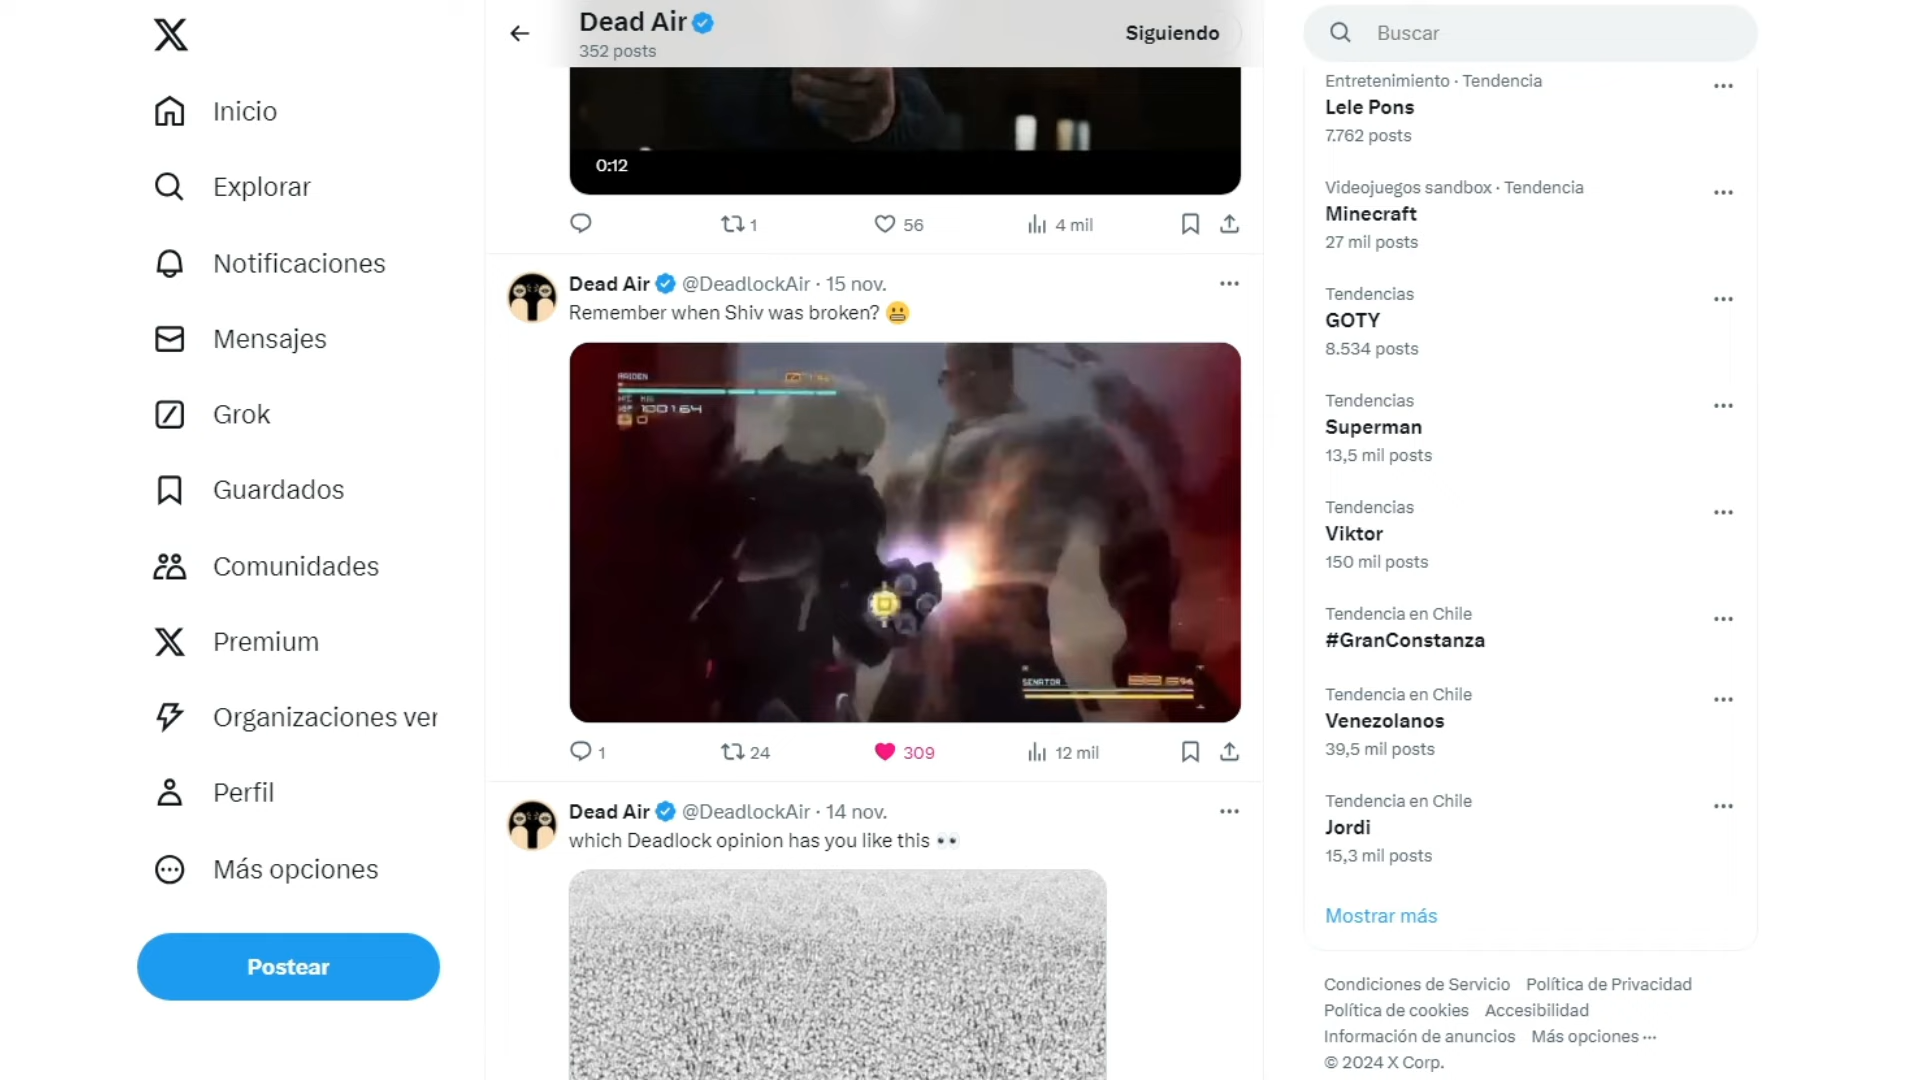 Inicio
Explorar
Notificaciones
Mensajes
Grok
Guardados
Comunidades
Premium
Organizaciones ver
Perfil
Más opciones
Postear
Dead Air
352 posts
Siguiendo
0:12
1
56
4 mil
Dead Air @DeadlockAir · 15 nov.
Remember when Shiv was broken? 😬
RAIDEN
SENATOR
1
24
309
12 mil
Dead Air @DeadlockAir · 14 nov.
which Deadlock opinion has you like this 👀
Buscar
Entretenimiento · Tendencia
Lele Pons
7.762 posts
Videojuegos sandbox · Tendencia
Minecraft
27 mil posts
Tendencias
GOTY
8.534 posts
Tendencias
Superman
13,5 mil posts
Tendencias
Viktor
150 mil posts
Tendencia en Chile
#GranConstanza
Tendencia en Chile
Venezolanos
39,5 mil posts
Tendencia en Chile
Jordi
15,3 mil posts
Mostrar más
Condiciones de Servicio Política de Privacidad
Política de cookies Accesibilidad
Información de anuncios Más opciones ···
© 2024 X Corp.